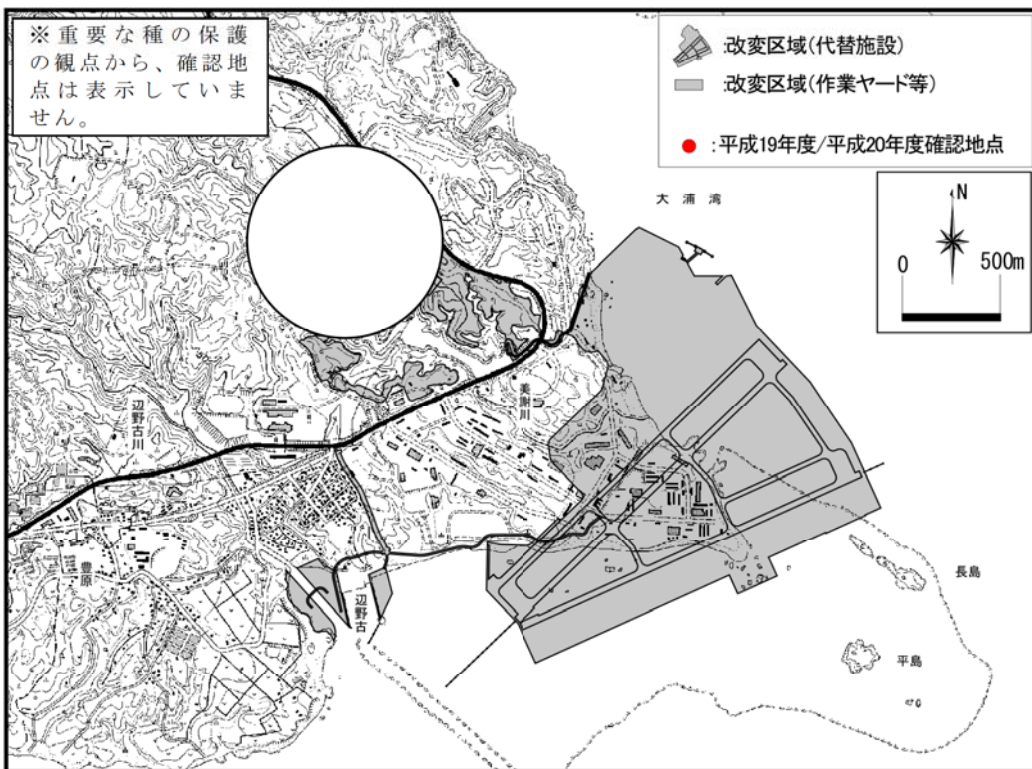 ※重要な種の保護
の観点から、確認地
点は表示していま
せん。
:改変区域(代替施設)
:改変区域(作業ヤード等)
:平成19年度/平成20年度確認地点
大浦湾
N
0 500m
美謝川
辺野古川
豊原
辺野古
長島
平島